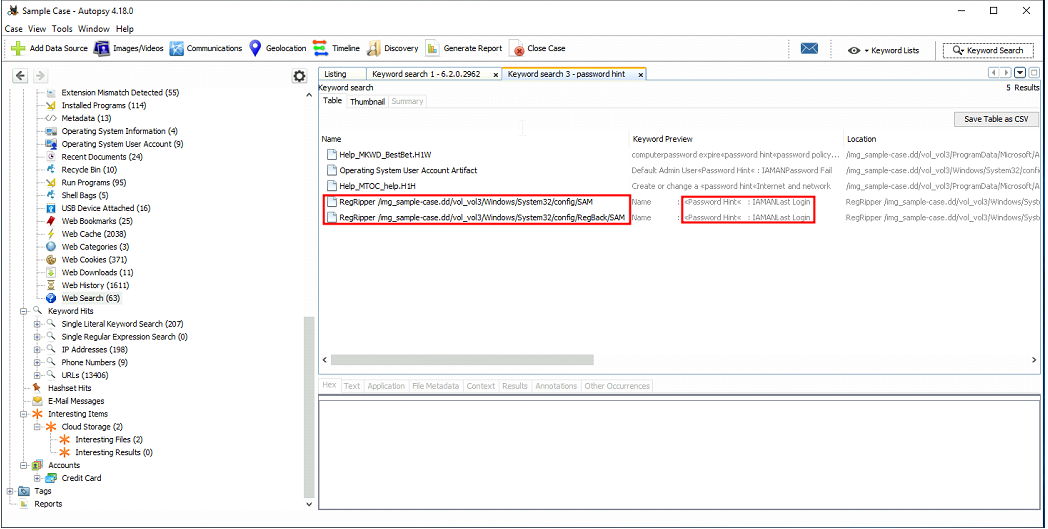 Sample Case - Autopsy 4.18.0
Case View Tools Window Help
Add Data Source Images/Videos Communications Geolocation Timeline Discovery Generate Report Close Case Keyword Lists Keyword Search
Extension Mismatch Detected (55)
Installed Programs (114)
Metadata (13)
Operating System Information (4)
Operating System User Account (9)
Recent Documents (24)
Recycle Bin (10)
Run Programs (95)
Shell Bags (5)
USB Device Attached (16)
Web Bookmarks (25)
Web Cache (2038)
Web Categories (3)
Web Cookies (371)
Web Downloads (11)
Web History (1611)
Web Search (63)
Keyword Hits
Single Literal Keyword Search (207)
Single Regular Expression Search (0)
IP Addresses (198)
Phone Numbers (9)
URLs (13406)
Hashset Hits
E-Mail Messages
Interesting Items
Cloud Storage (2)
Interesting Files (2)
Interesting Results (0)
Accounts
Credit Card
Tags
Reports
Listing Keyword search 1 - 6.2.0.2962 x Keyword search 3 - password hint x
Keyword search 5 Results
Table Thumbnail Summary
Save Table as CSV
Name Keyword Preview Location
Help_MKWD_BestBet.H1W computerpassword expire«password hint«password policy... /img_sample-case.dd/vol_vol3/ProgramData/Microsoft/A
Operating System User Account Artifact Default Admin User«Password Hint« : IAMANPassword Fail /img_sample-case.dd/vol_vol3/Windows/System32/confi
Help_MTOC_help.H1H Create or change a «password hint«Internet and network /img_sample-case.dd/vol_vol3/ProgramData/Microsoft/A
RegRipper /img_sample-case.dd/vol_vol3/Windows/System32/config/SAM Name : «Password Hint« : IAMANLast Login /img_sample-case.dd/vol_vol3/Windows/Syst
RegRipper /img_sample-case.dd/vol_vol3/Windows/System32/config/RegBack/SAM Name : «Password Hint« : IAMANLast Login /img_sample-case.dd/vol_vol3/Windows/Syst
Hex Text Application File Metadata Context Results Annotations Other Occurrences